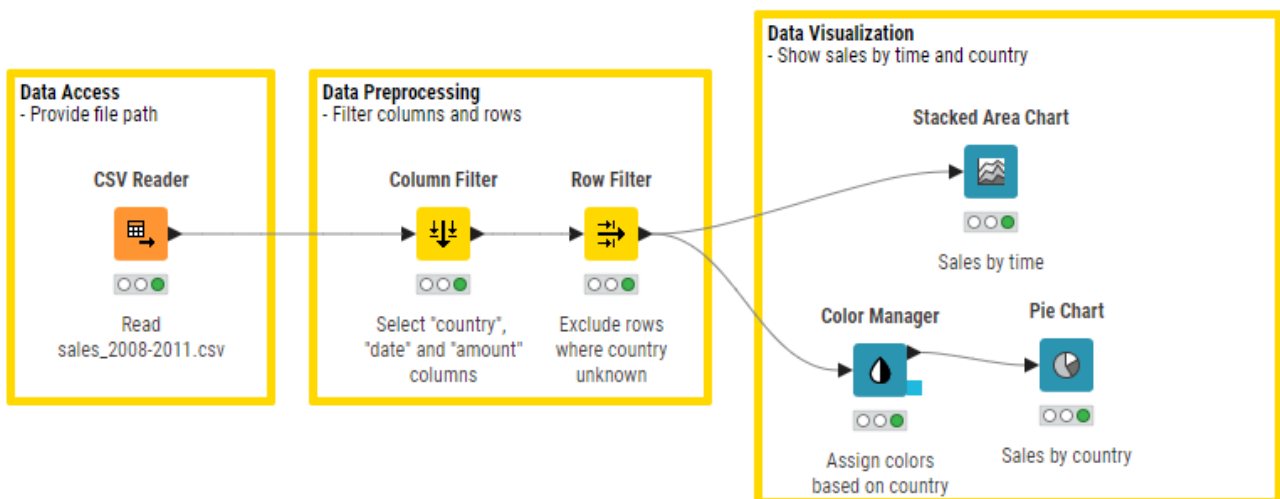 Data Access
- Provide file path
CSV Reader
Read
sales_2008-2011.csv
Data Preprocessing
- Filter columns and rows
Column Filter
Select "country",
"date" and "amount"
columns
Row Filter
Exclude rows
where country
unknown
Data Visualization
- Show sales by time and country
Stacked Area Chart
Sales by time
Color Manager
Assign colors
based on country
Pie Chart
Sales by country